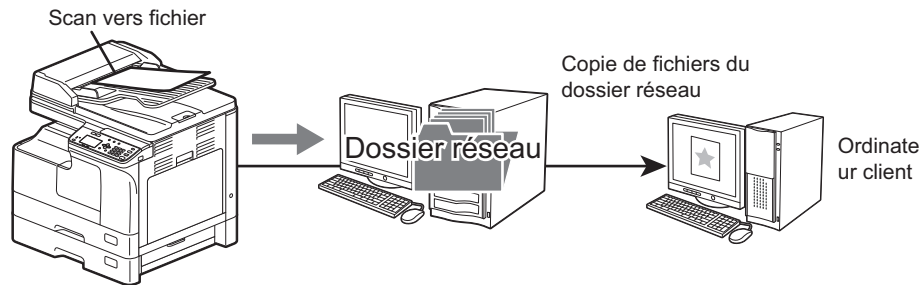 Scan vers fichier
Copie de fichiers du
dossier réseau
Dossier réseau
Ordinate
ur client